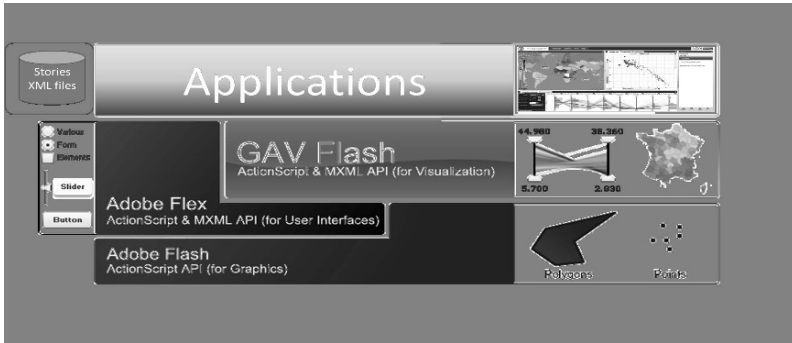 Stories
XML files
Applications
GAV Flash
ActionScript & MXML API (for Visualization)
44.980 38.360
5.700 2.030
Various
Form
Elements
Slider
Button
Adobe Flex
ActionScript & MXML API (for User Interfaces)
Adobe Flash
ActionScript API (for Graphics)
Polygons Points